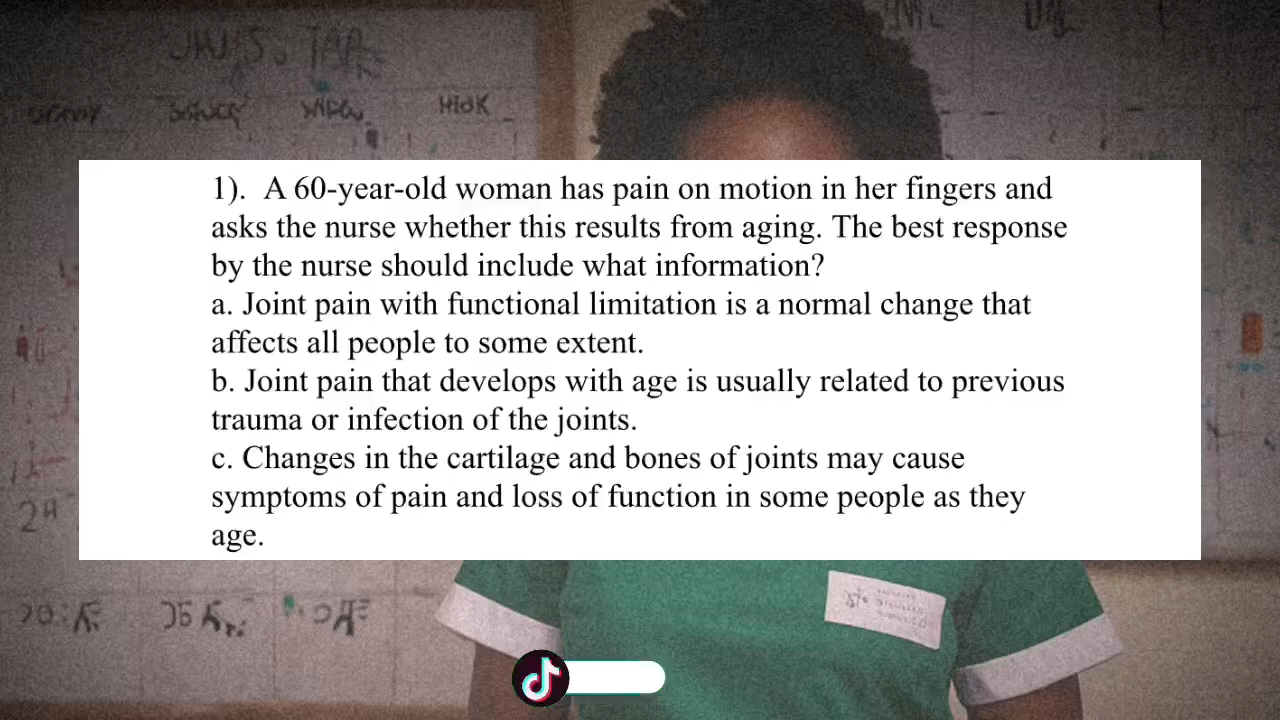 1).  A 60-year-old woman has pain on motion in her fingers and
asks the nurse whether this results from aging. The best response
by the nurse should include what information?
a. Joint pain with functional limitation is a normal change that
affects all people to some extent.
b. Joint pain that develops with age is usually related to previous
trauma or infection of the joints.
c. Changes in the cartilage and bones of joints may cause
symptoms of pain and loss of function in some people as they
age.